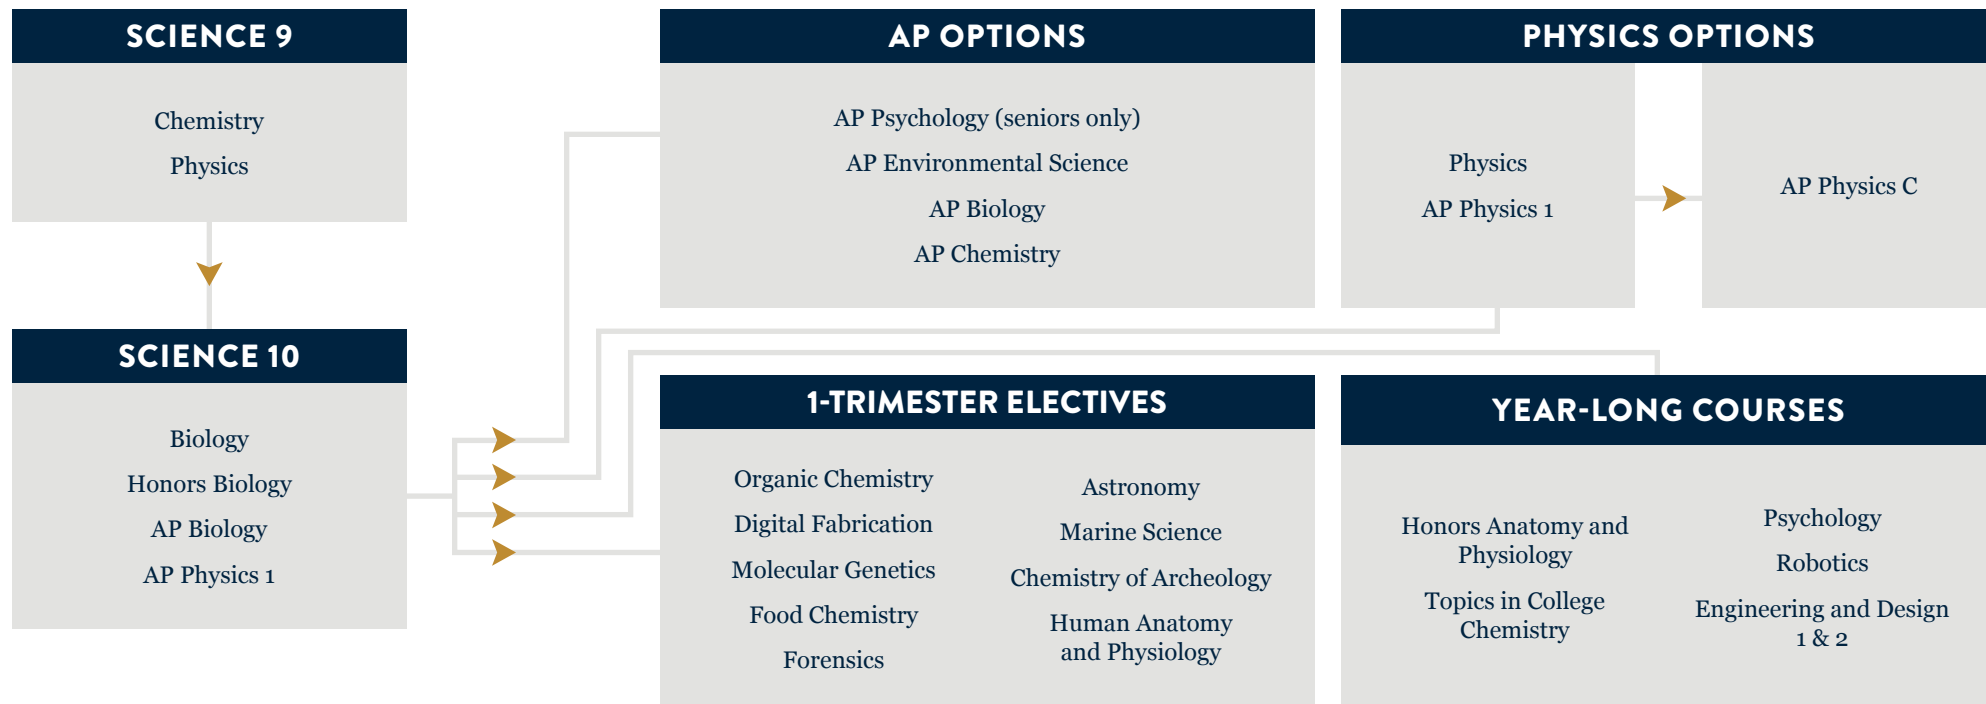 SCIENCE 9
Chemistry
Physics
SCIENCE 10
Biology
Honors Biology
AP Biology
AP Physics 1
AP OPTIONS
AP Psychology (seniors only)
AP Environmental Science
AP Biology
AP Chemistry
PHYSICS OPTIONS
Physics
AP Physics 1
AP Physics C
1-TRIMESTER ELECTIVES
Organic Chemistry
Digital Fabrication
Molecular Genetics
Food Chemistry
Forensics
Astronomy
Marine Science
Chemistry of Archeology
Human Anatomy
and Physiology
YEAR-LONG COURSES
Honors Anatomy and
Physiology
Topics in College
Chemistry
Psychology
Robotics
Engineering and Design
1 & 2